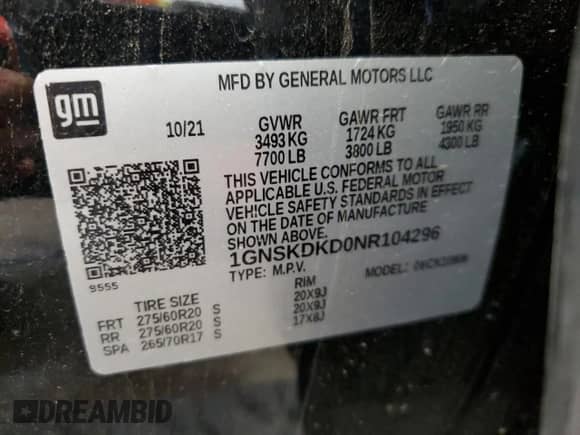 gm
MFD BY GENERAL MOTORS LLC
10/21
GVWR GAWR FRT GAWR RR
3493 KG 1724 KG 1950 KG
7700 LB 3800 LB 4300 LB
THIS VEHICLE CONFORMS TO ALL
APPLICABLE U.S. FEDERAL MOTOR
VEHICLE SAFETY STANDARDS IN EFFECT
ON THE DATE OF MANUFACTURE
SHOWN ABOVE.
1GNSKDKD0NR104296
TYPE: M.P.V. MODEL:
9555
TIRE SIZE RIM
FRT 275/60R20 S 20X9J
RR 275/60R20 S 20X9J
SPA 265/70R17 S 17X8J
DREAMBID